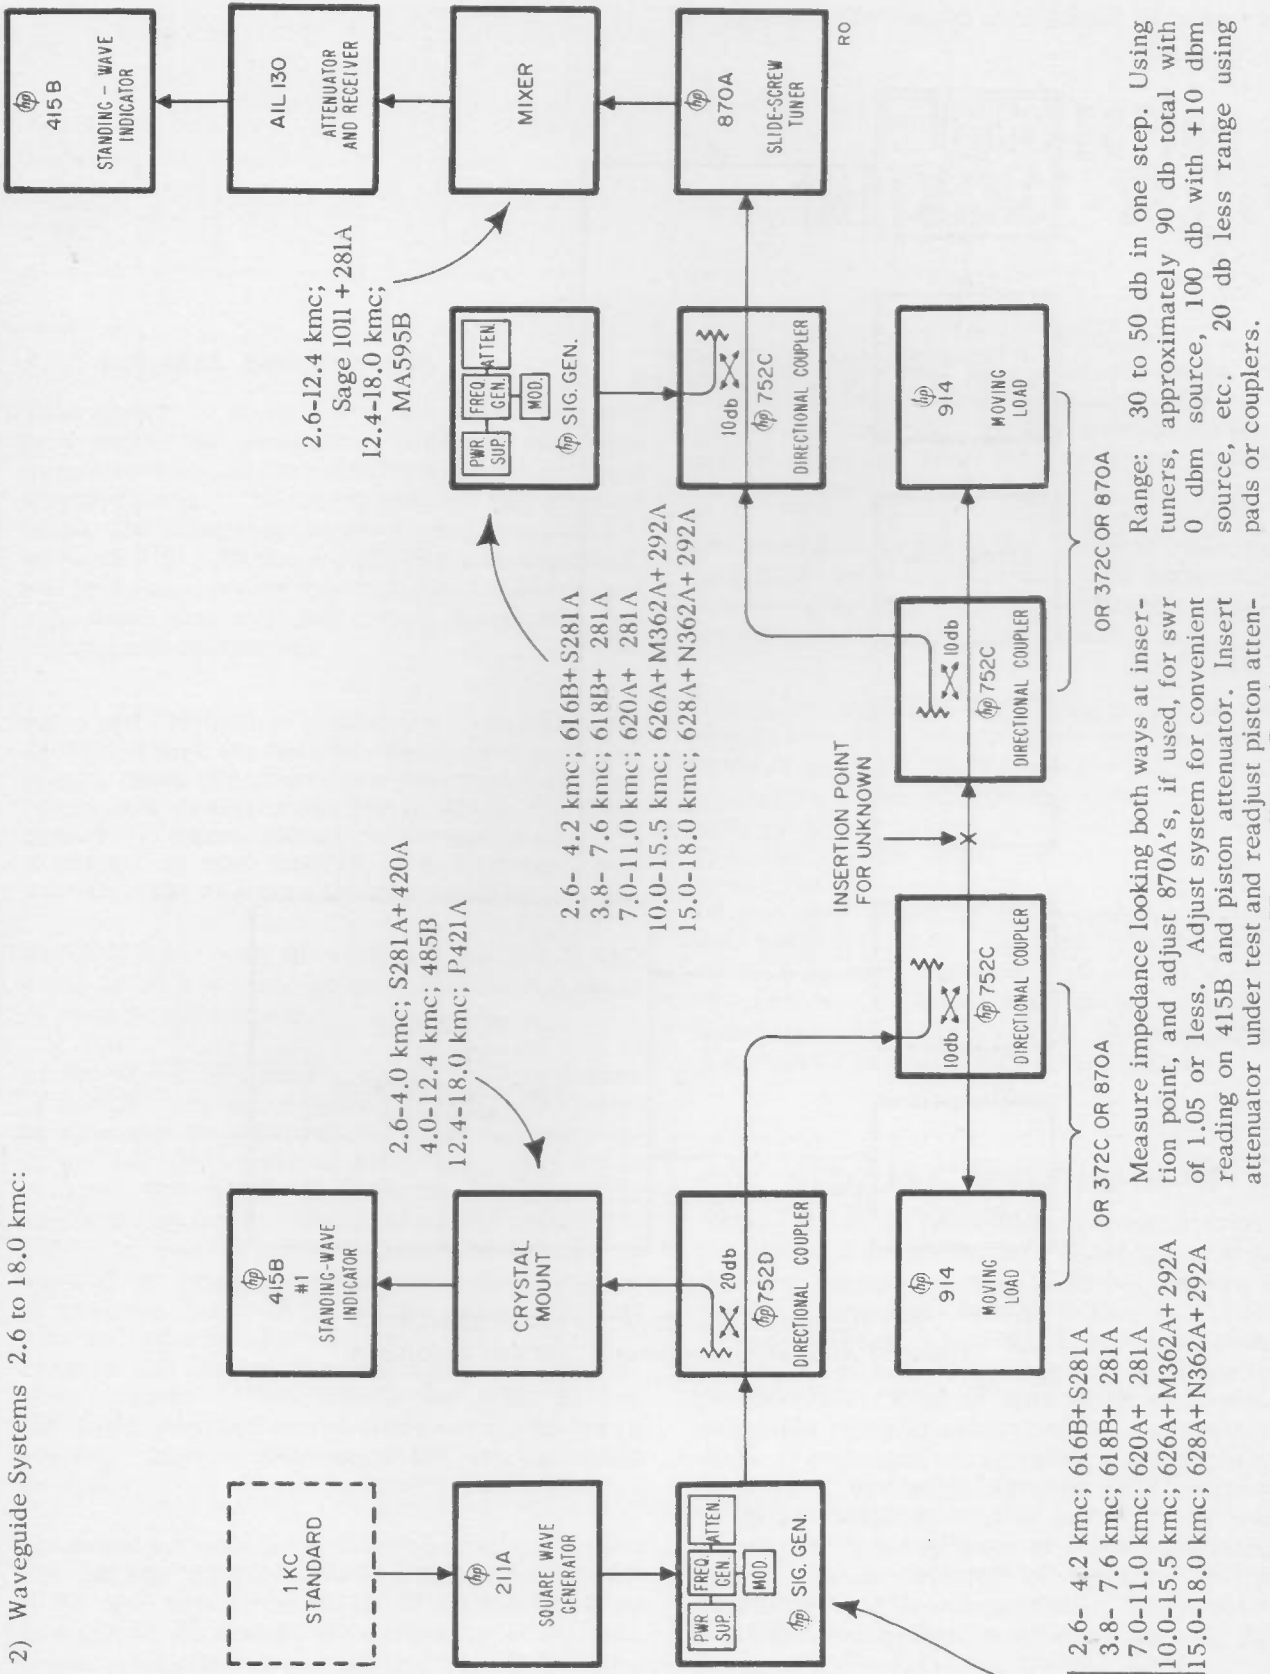 2) Waveguide Systems 2.6 to 18.0 kmc:
1 KC
STANDARD
hp
211A
SQUARE WAVE
GENERATOR
PWR
SUP.
FREQ.
GEN.
ATTEN.
MOD.
hp SIG. GEN.
2.6- 4.2 kmc; 616B+S281A
3.8- 7.6 kmc; 618B+ 281A
7.0-11.0 kmc; 620A+ 281A
10.0-15.5 kmc; 626A+M362A+292A
15.0-18.0 kmc; 628A+N362A+292A
hp
415B
#1
STANDING-WAVE
INDICATOR
CRYSTAL
MOUNT
2.6-4.0 kmc; S281A+420A
4.0-12.4 kmc; 485B
12.4-18.0 kmc; P421A
20db
hp 752D
DIRECTIONAL COUPLER
hp
914
MOVING
LOAD
10db
hp 752C
DIRECTIONAL COUPLER
OR 372C OR 870A
INSERTION POINT
FOR UNKNOWN
10db
hp 752C
DIRECTIONAL COUPLER
hp
914
MOVING
LOAD
OR 372C OR 870A
2.6- 4.2 kmc; 616B+S281A
3.8- 7.6 kmc; 618B+ 281A
7.0-11.0 kmc; 620A+ 281A
10.0-15.5 kmc; 626A+M362A+292A
15.0-18.0 kmc; 628A+N362A+292A
PWR.
SUP.
FREQ.
GEN.
ATTEN.
MOD.
hp SIG. GEN.
10db
hp 752C
DIRECTIONAL COUPLER
2.6-12.4 kmc;
Sage 1011 + 281A
12.4-18.0 kmc;
MA595B
hp
415B
STANDING-WAVE
INDICATOR
AIL 130
ATTENUATOR
AND RECEIVER
MIXER
hp
870A
SLIDE-SCREW
TUNER
RO
Measure impedance looking both ways at inser-
tion point, and adjust 870A's, if used, for swr
of 1.05 or less. Adjust system for convenient
reading on 415B and piston attenuator. Insert
attenuator under test and readjust piston atten-
Range: 30 to 50 db in one step. Using
tuners, approximately 90 db total with
0 dbm source, 100 db with +10 dbm
source, etc. 20 db less range using
pads or couplers.